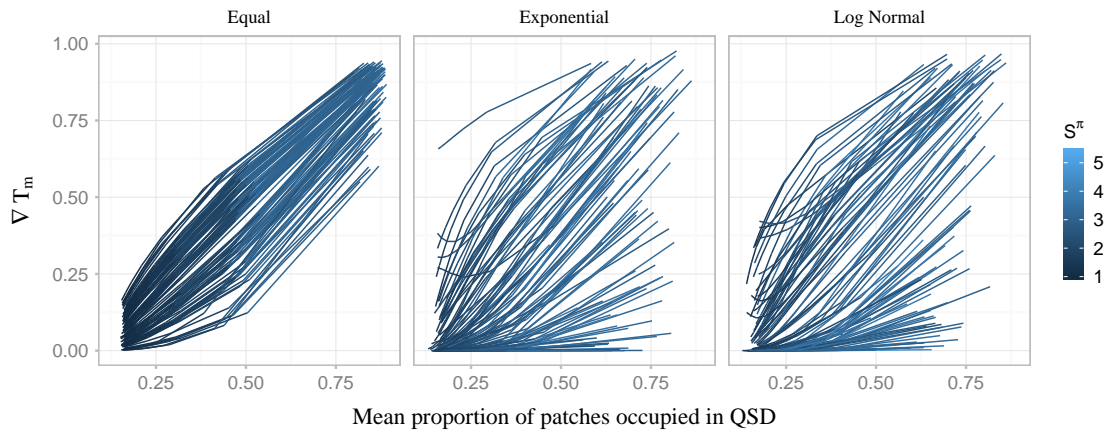 Equal Exponential Log Normal
1.00
0.75
0.50
0.25
0.00
∇ Tm
0.25 0.50 0.75 0.25 0.50 0.75 0.25 0.50 0.75
Mean proportion of patches occupied in QSD
Sπ
5
4
3
2
1